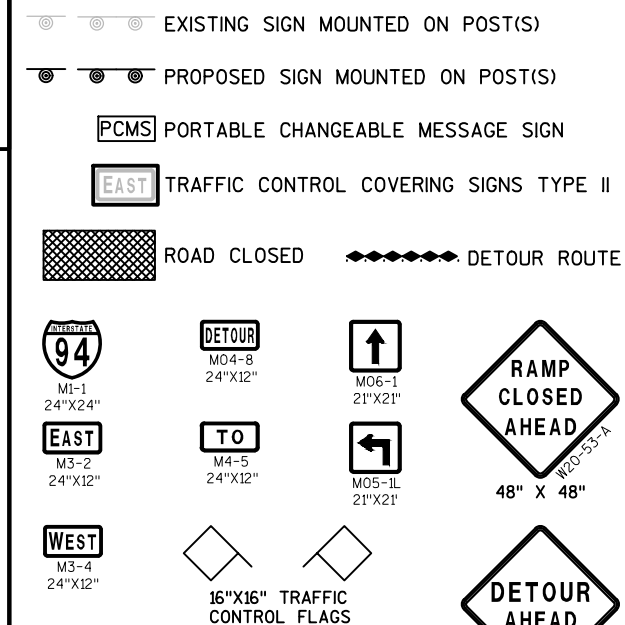 EXISTING SIGN MOUNTED ON POST(S)
PROPOSED SIGN MOUNTED ON POST(S)
PCMS PORTABLE CHANGEABLE MESSAGE SIGN
EAST TRAFFIC CONTROL COVERING SIGNS TYPE II
ROAD CLOSED
DETOUR ROUTE
INTERSTATE
94
M1-1
24"X24"
DETOUR
M04-8
24"X12"
M06-1
21"X21"
RAMP
CLOSED
AHEAD
W20-53-A
48" X 48"
EAST
M3-2
24"X12"
TO
M4-5
24"X12"
M05-1L
21"X21'
WEST
M3-4
24"X12"
16"X16" TRAFFIC
CONTROL FLAGS
DETOUR
AHEAD